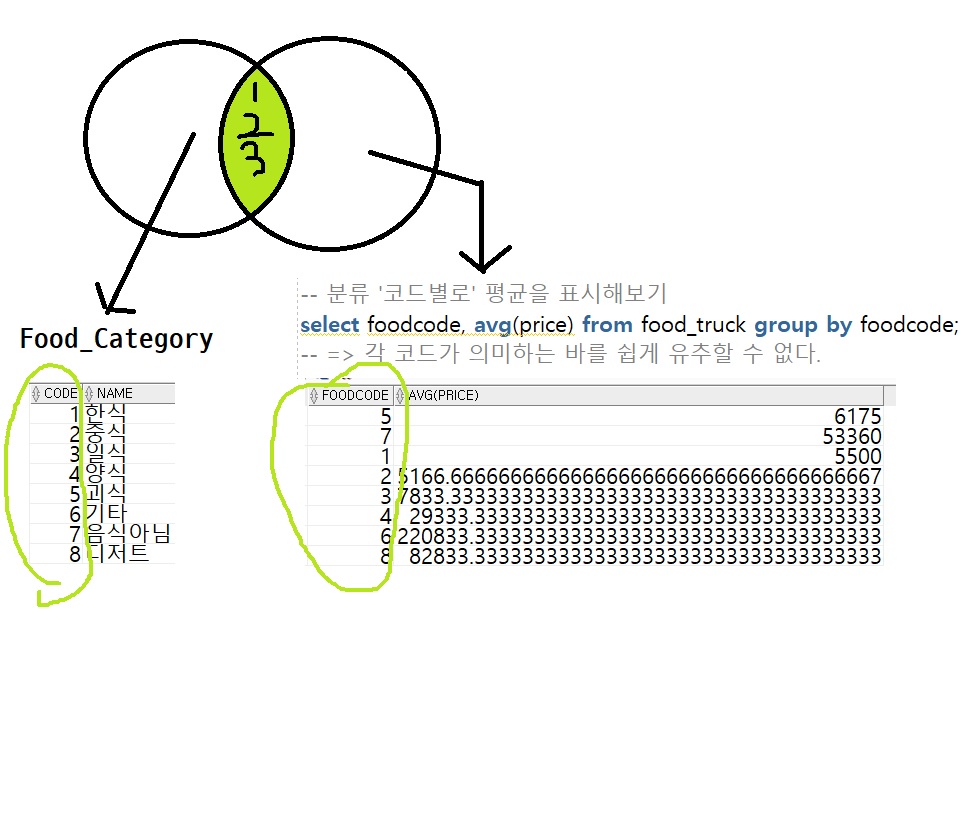 1
2
3
-- 분류 '코드별로' 평균을 표시해보기
select foodcode, avg(price) from food_truck group by foodcode;
-- => 각 코드가 의미하는 바를 쉽게 유추할 수 없다.
Food_Category
CODE NAME
1 한식
2 중식
3 일식
4 양식
5 괴식
6 기타
7 음식아님
8 디저트
FOODCODE AVG(PRICE)
5 6175
7 53360
1 5500
2 5166.66666666666666666666666666666666667
3 7833.33333333333333333333333333333333333
4 29333.3333333333333333333333333333333333
6 220833.333333333333333333333333333333333
8 82833.3333333333333333333333333333333333